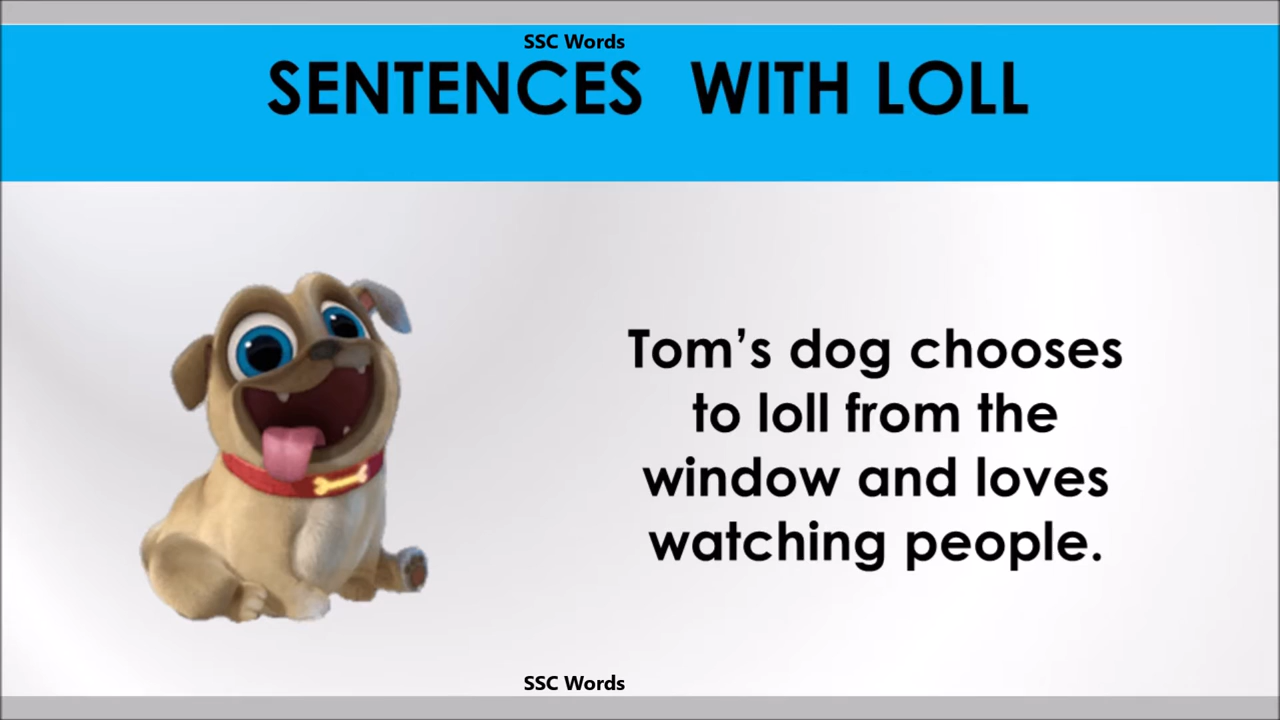 SSC Words
SENTENCES WITH LOLL
Tom’s dog chooses
to loll from the
window and loves
watching people.
SSC Words